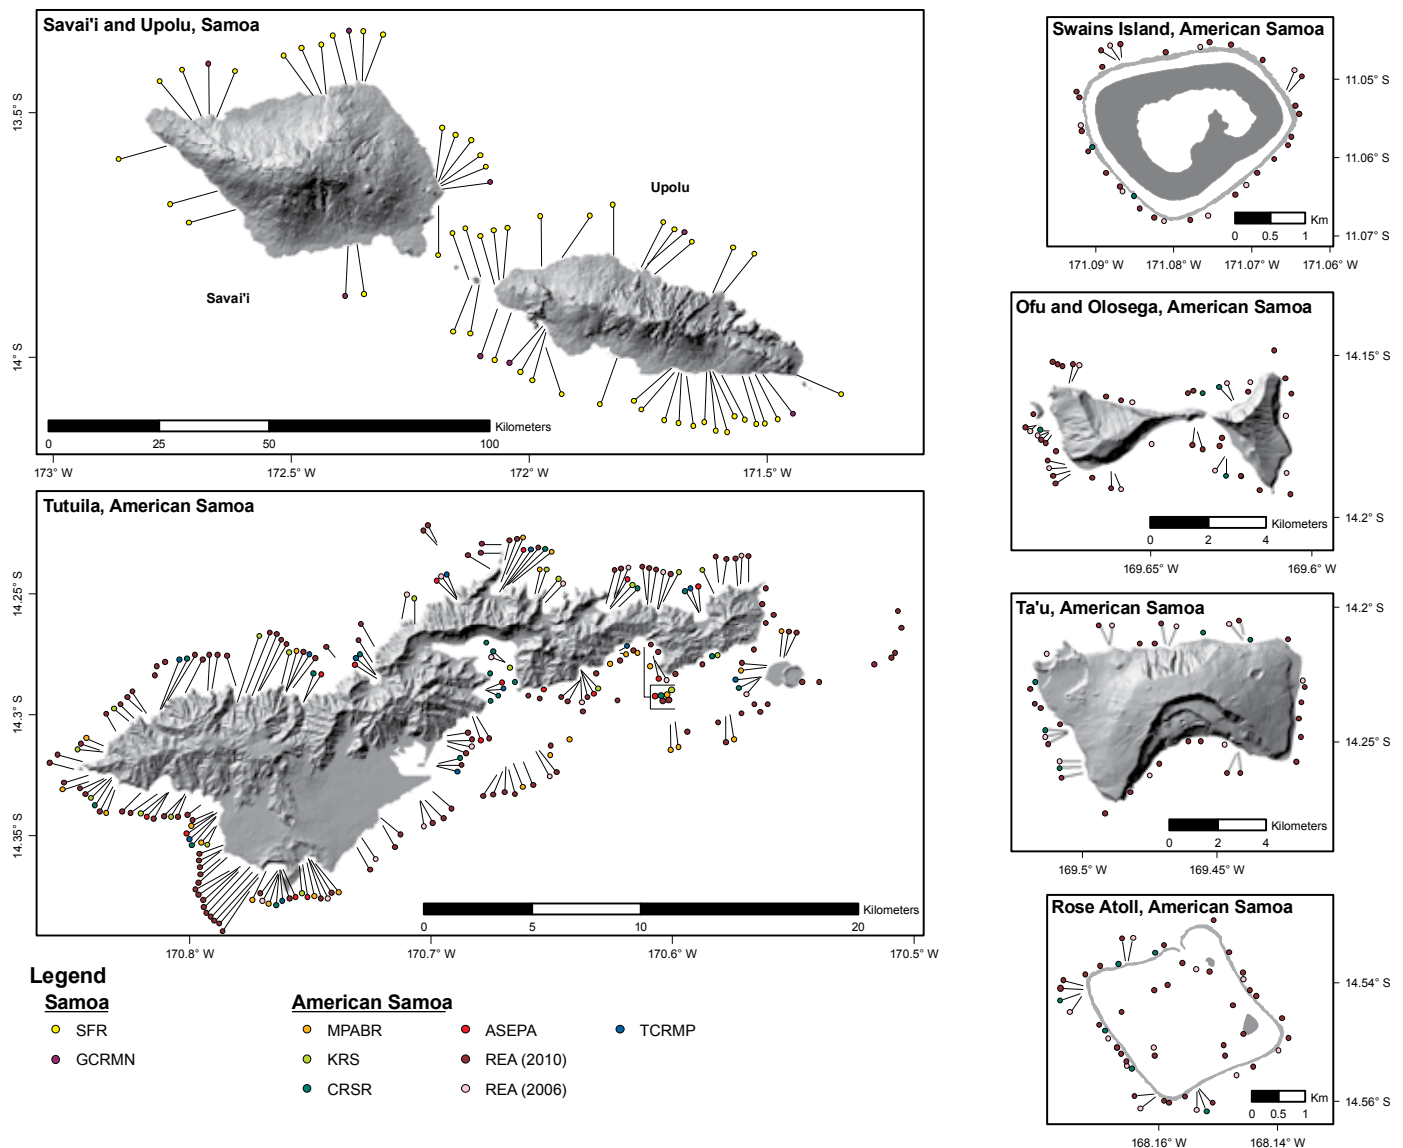 Savai'i and Upolu, Samoa
13.5° S
14° S
Savai'i
Upolu
Kilometers
0 25 50 100
173° W 172.5° W 172° W 171.5° W
Tutuila, American Samoa
14.25° S
14.3° S
14.35° S
Kilometers
0 5 10 20
170.8° W 170.7° W 170.6° W 170.5° W
Legend
Samoa
SFR
GCRMN
American Samoa
MPABR
KRS
CRSR
ASEPA
REA (2010)
REA (2006)
TCRMP
Swains Island, American Samoa
11.05° S
11.06° S
11.07° S
Km
0 0.5 1
171.09° W 171.08° W 171.07° W 171.06° W
Ofu and Olosega, American Samoa
14.15° S
14.2° S
Kilometers
0 2 4
169.65° W 169.6° W
Ta'u, American Samoa
14.2° S
14.25° S
Kilometers
0 2 4
169.5° W 169.45° W
Rose Atoll, American Samoa
14.54° S
14.56° S
Km
0 0.5 1
168.16° W 168.14° W